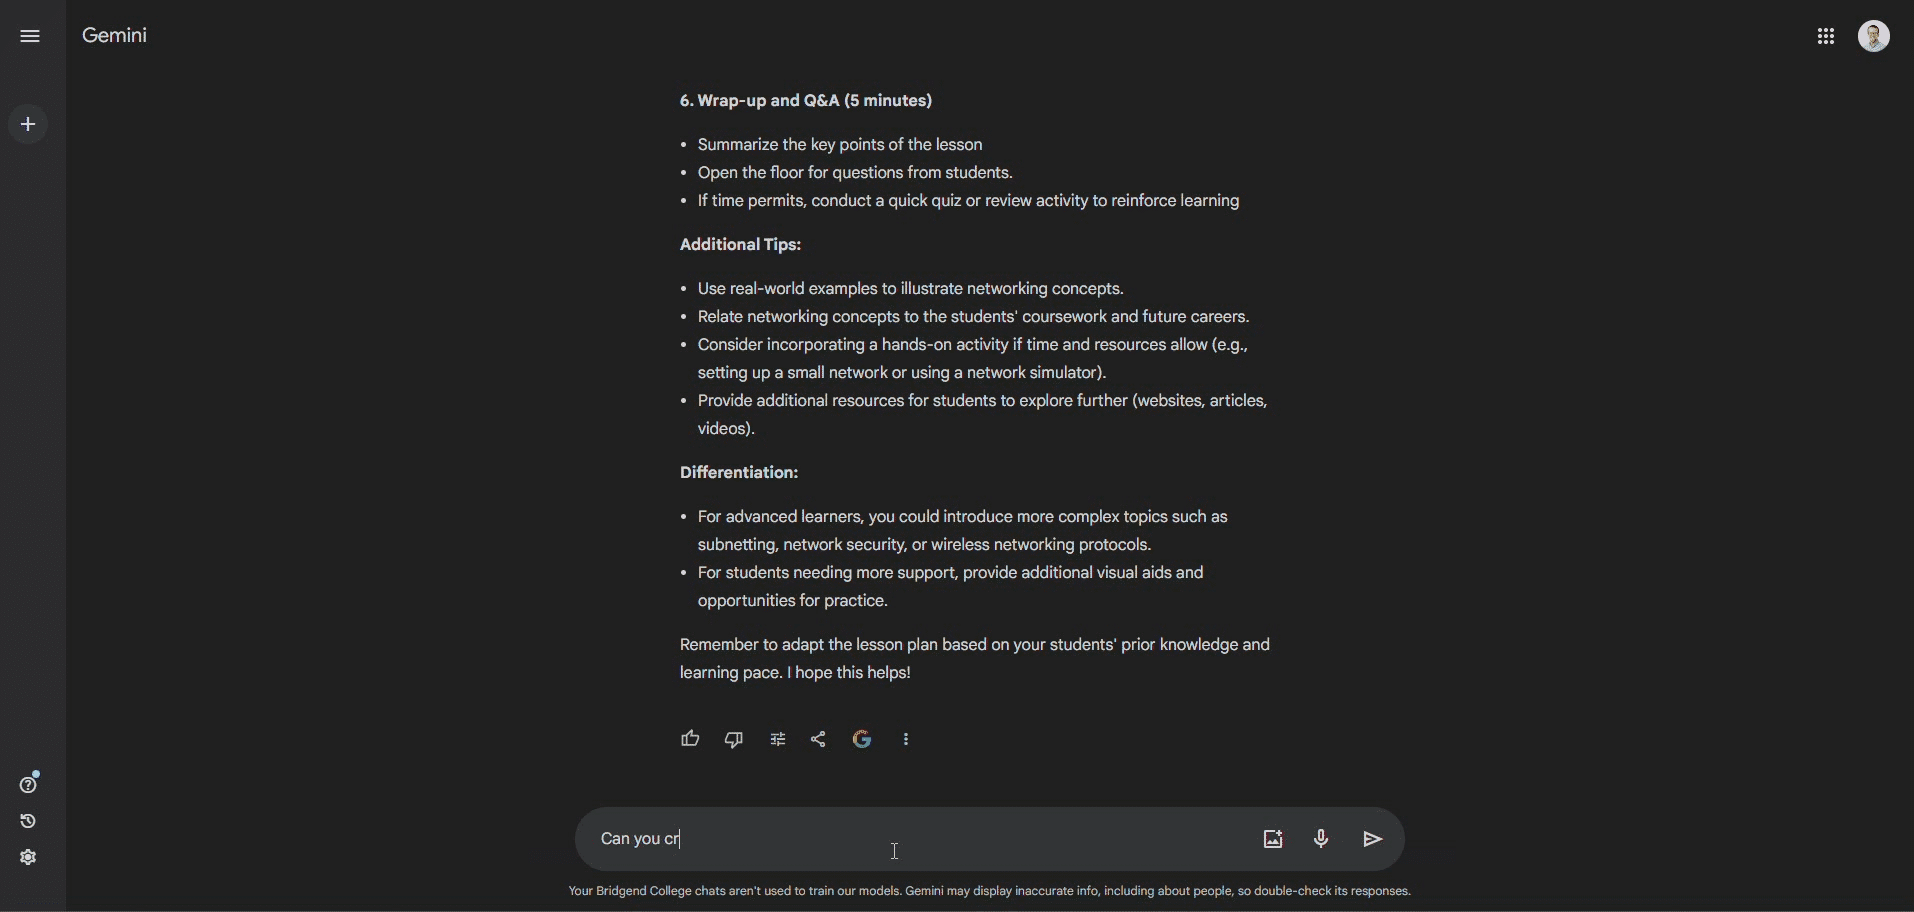 Gemini
6. Wrap-up and Q&A (5 minutes)
• Summarize the key points of the lesson
• Open the floor for questions from students.
• If time permits, conduct a quick quiz or review activity to reinforce learning
Additional Tips:
• Use real-world examples to illustrate networking concepts.
• Relate networking concepts to the students' coursework and future careers.
• Consider incorporating a hands-on activity if time and resources allow (e.g.,
setting up a small network or using a network simulator).
• Provide additional resources for students to explore further (websites, articles,
videos).
Differentiation:
• For advanced learners, you could introduce more complex topics such as
subnetting, network security, or wireless networking protocols.
• For students needing more support, provide additional visual aids and
opportunities for practice.
Remember to adapt the lesson plan based on your students' prior knowledge and
learning pace. I hope this helps!
Can you cr
Your Bridgend College chats aren't used to train our models. Gemini may display inaccurate info, including about people, so double-check its responses.